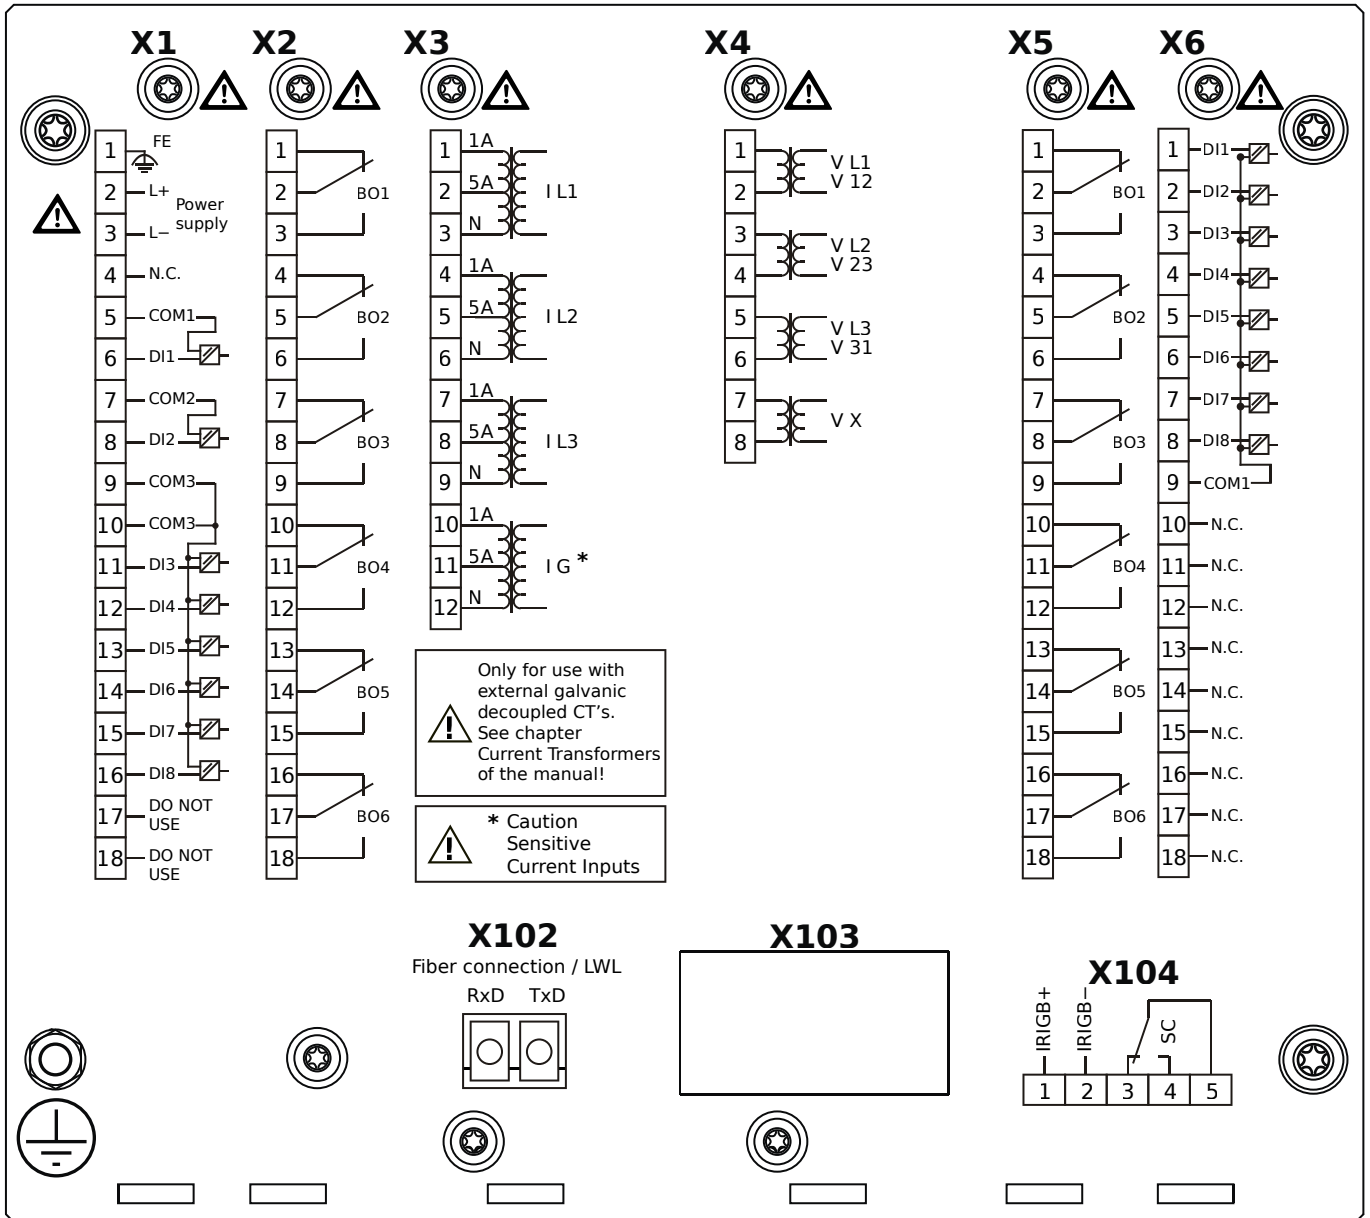 X1
X2
X3
X4
X5
X6
1 FE
2 L+
Power
supply
3 L−
4 N.C.
5 COM1
6 DI1
7 COM2
8 DI2
9 COM3
10 COM3
11 DI3
12 DI4
13 DI5
14 DI6
15 DI7
16 DI8
17 DO NOT
USE
18 DO NOT
USE
1
2 BO1
3
4
5 BO2
6
7
8 BO3
9
10
11 BO4
12
13
14 BO5
15
16
17 BO6
18
1 1A
2 5A I L1
3 N
4 1A
5 5A I L2
6 N
7 1A
8 5A I L3
9 N
10 1A
11 5A I G *
12 N
Only for use with
external galvanic
decoupled CT's.
See chapter
Current Transformers
of the manual!
* Caution
Sensitive
Current Inputs
1 V L1
2 V 12
3 V L2
4 V 23
5 V L3
6 V 31
7 V X
8
1
2 BO1
3
4
5 BO2
6
7
8 BO3
9
10
11 BO4
12
13
14 BO5
15
16
17 BO6
18
1 DI1
2 DI2
3 DI3
4 DI4
5 DI5
6 DI6
7 DI7
8 DI8
9 COM1
10 N.C.
11 N.C.
12 N.C.
13 N.C.
14 N.C.
15 N.C.
16 N.C.
17 N.C.
18 N.C.
X102
Fiber connection / LWL
RxD TxD
X103
X104
IRIGB+
IRIGB−
SC
1 2 3 4 5